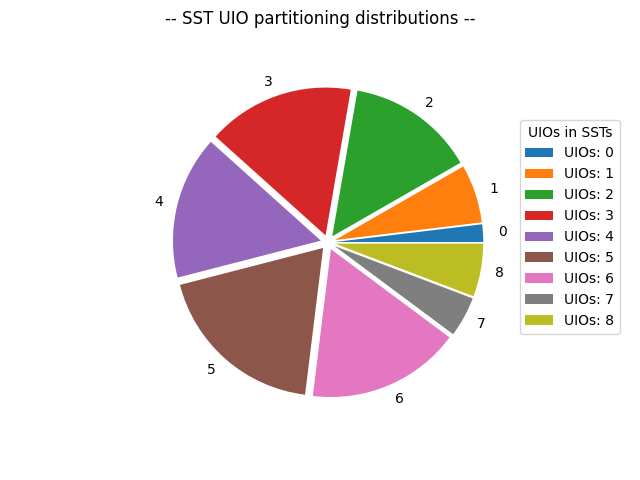 -- SST UIO partitioning distributions --
3
2
1
0
4
8
7
5
6
UIOs in SSTs
UIOs: 0
UIOs: 1
UIOs: 2
UIOs: 3
UIOs: 4
UIOs: 5
UIOs: 6
UIOs: 7
UIOs: 8